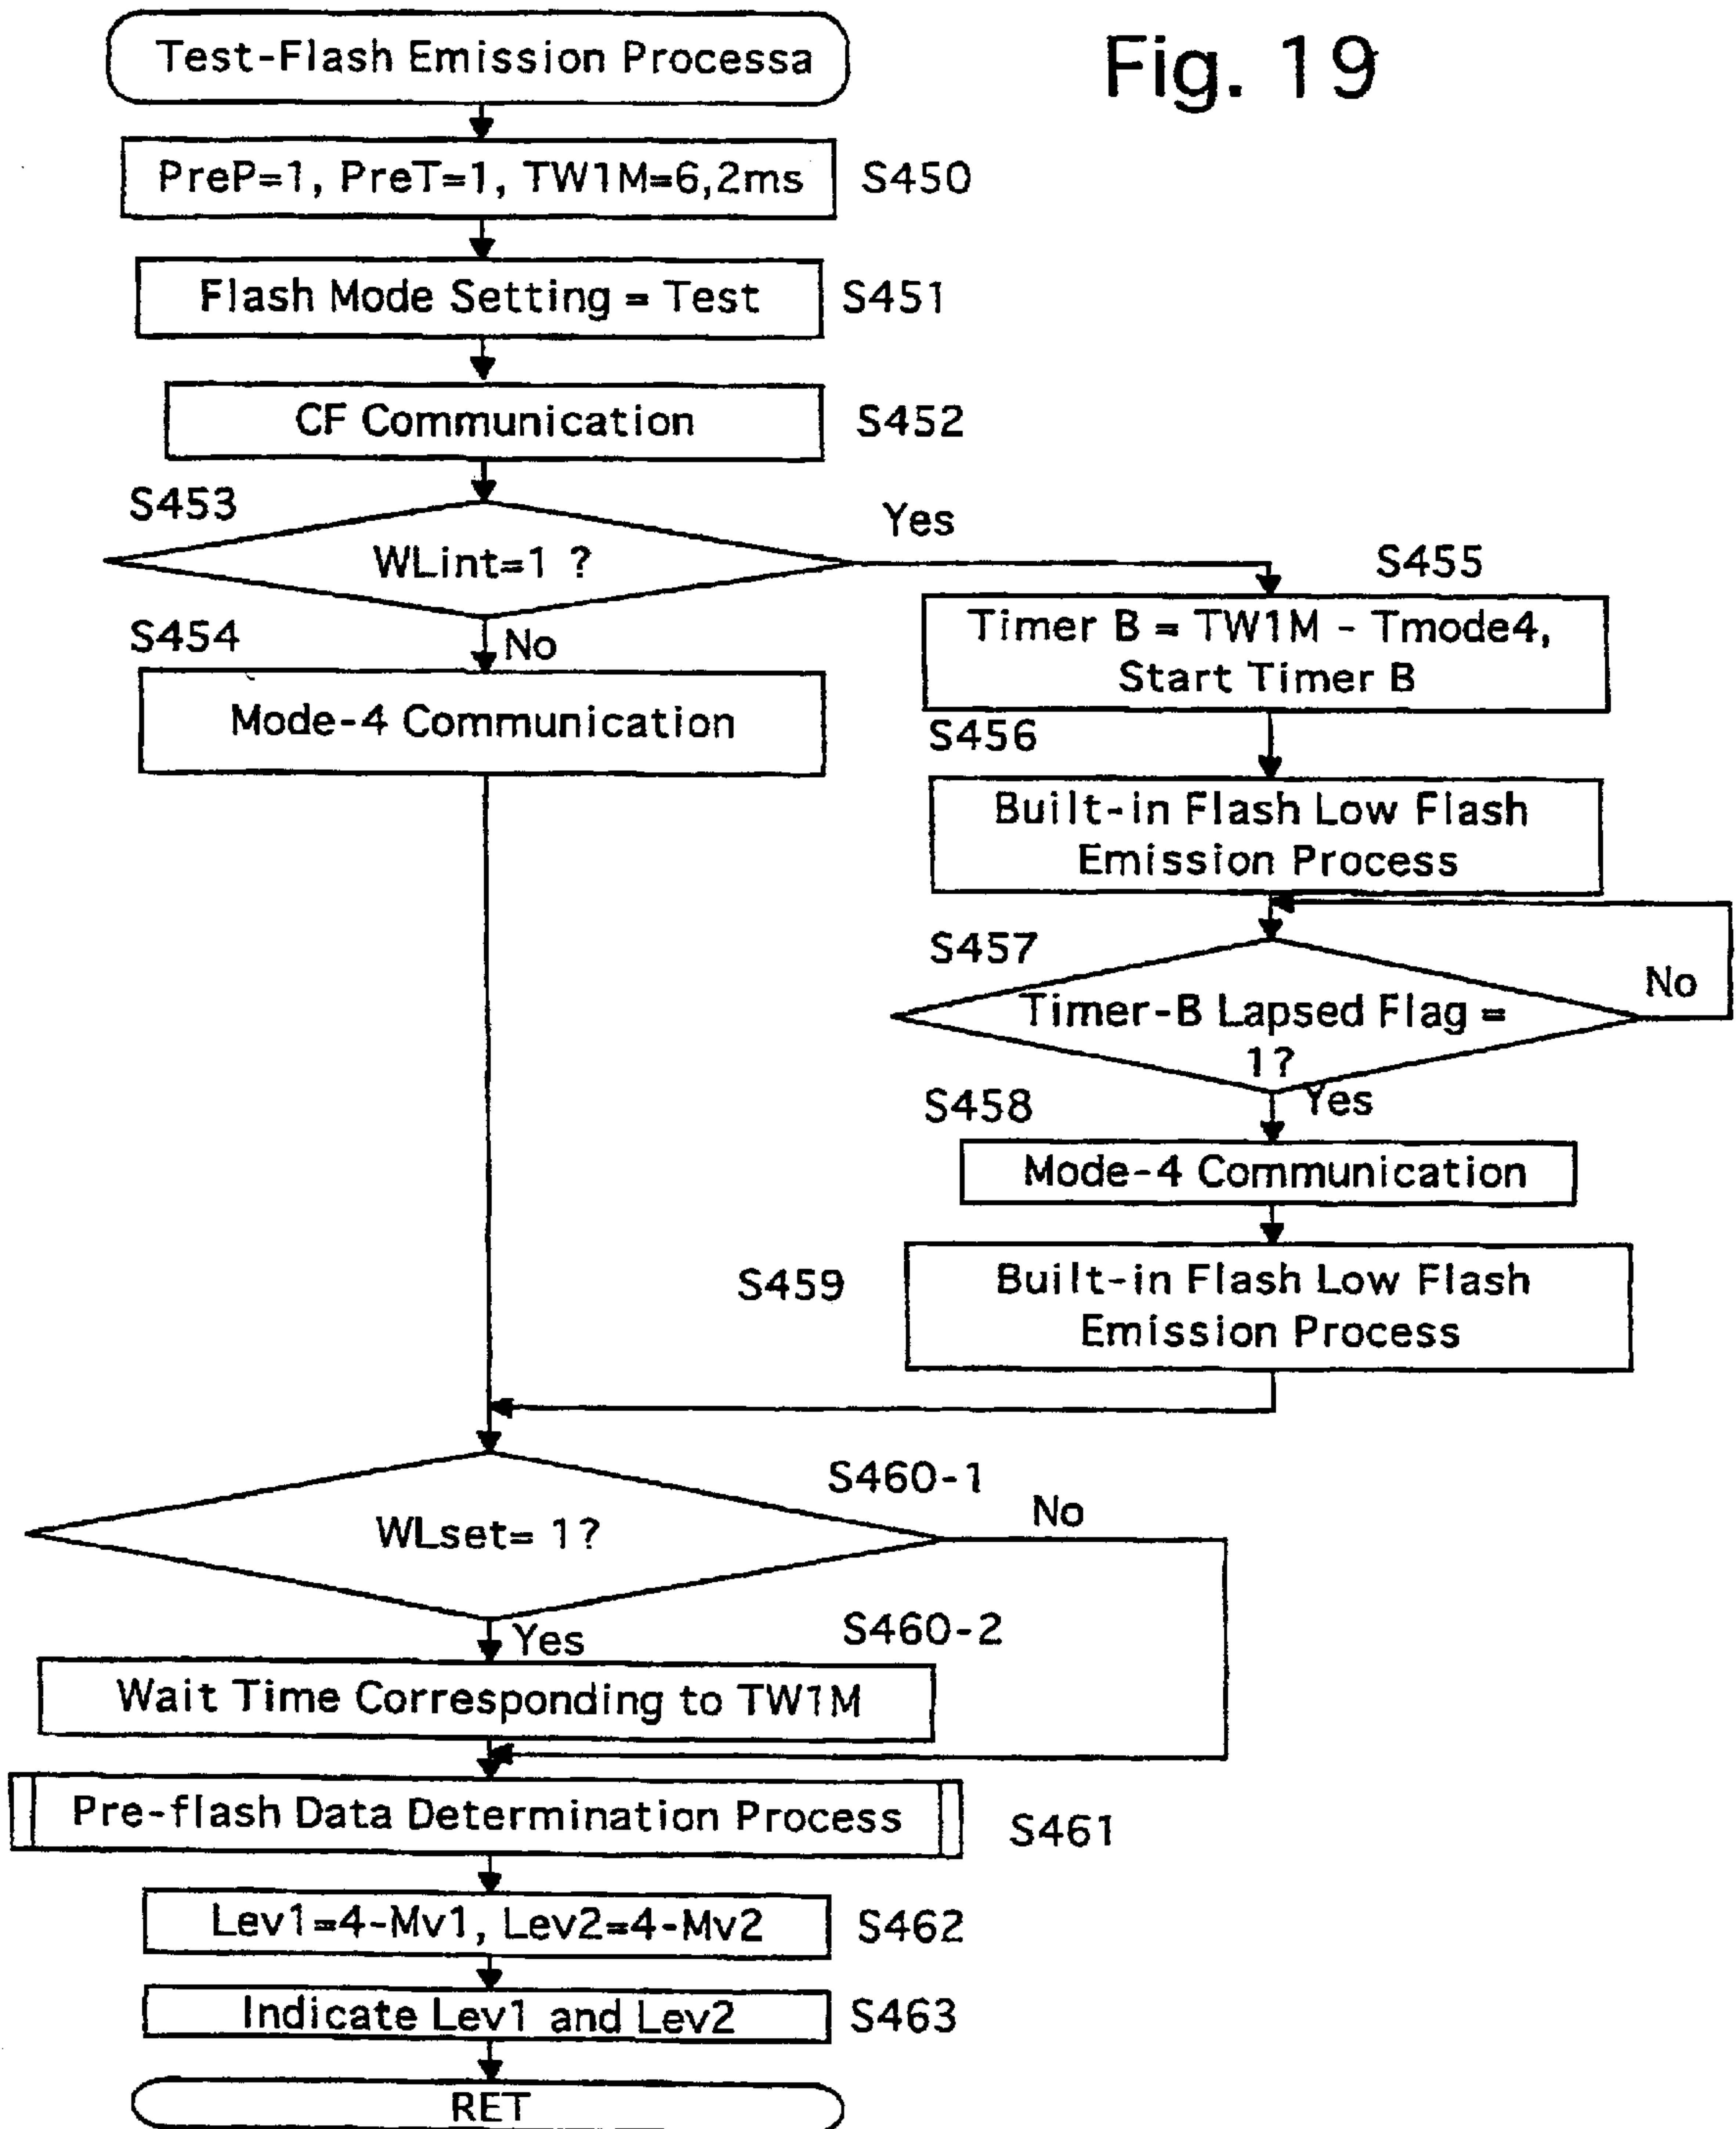 Fig. 19
Test-Flash Emission Processa
PreP=1, PreT=1, TW1M=6,2ms
S450
Flash Mode Setting = Test
S451
CF Communication
S452
S453
WLint=1 ?
Yes
No
S454
Mode-4 Communication
S455
Timer B = TW1M - Tmode4,
Start Timer B
S456
Built-in Flash Low Flash
Emission Process
S457
Timer-B Lapsed Flag =
1?
No
Yes
S458
Mode-4 Communication
S459
Built-in Flash Low Flash
Emission Process
S460-1
WLset= 1?
No
Yes
S460-2
Wait Time Corresponding to TW1M
Pre-flash Data Determination Process
S461
Lev1=4-Mv1, Lev2=4-Mv2
S462
Indicate Lev1 and Lev2
S463
RET